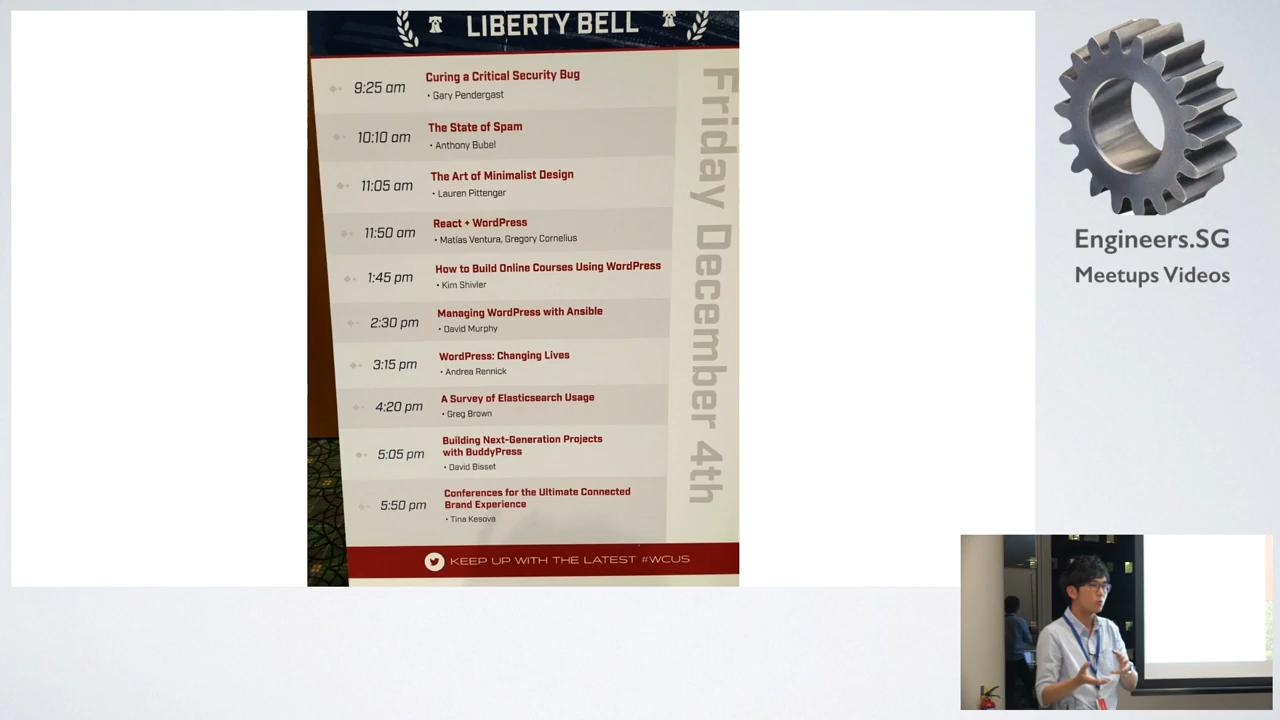 LIBERTY BELL
9:25 am
Curing a Critical Security Bug
• Gary Pendergast
10:10 am
The State of Spam
• Anthony Bubel
11:05 am
The Art of Minimalist Design
• Lauren Pittenger
11:50 am
React + WordPress
• Matías Ventura, Gregory Cornelius
1:45 pm
How to Build Online Courses Using WordPress
• Kim Shivler
2:30 pm
Managing WordPress with Ansible
• David Murphy
3:15 pm
WordPress: Changing Lives
• Andrea Rennick
4:20 pm
A Survey of Elasticsearch Usage
• Greg Brown
5:05 pm
Building Next-Generation Projects
with BuddyPress
• David Bisset
5:50 pm
Conferences for the Ultimate Connected
Brand Experience
• Tina Kesova
Friday December 4th
KEEP UP WITH THE LATEST #WCUS
Engineers.SG
Meetups Videos